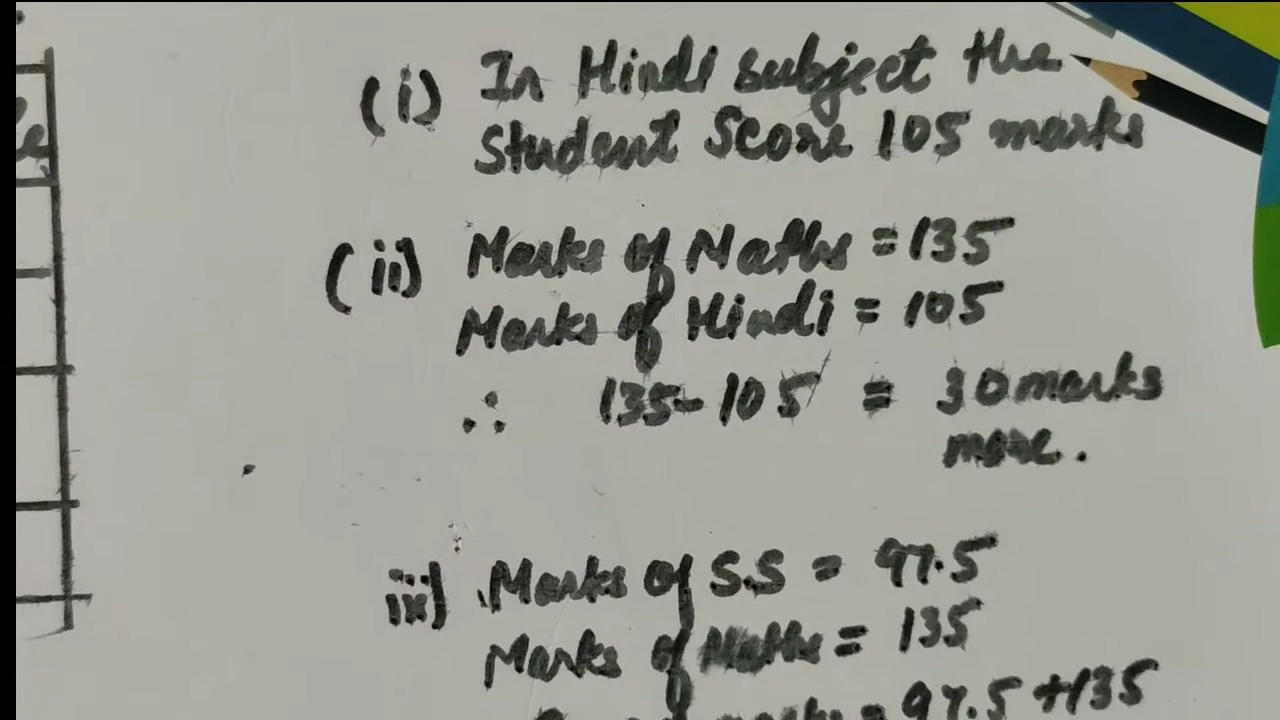 (i) In Hindi subject the
Student Score 105 marks
(ii) Marks of Maths = 135
Marks of Hindi = 105
∴ 135-105 = 30 marks
more.
iii) Marks of S.S = 97.5
Marks of Maths = 135
marks = 97.5 +135